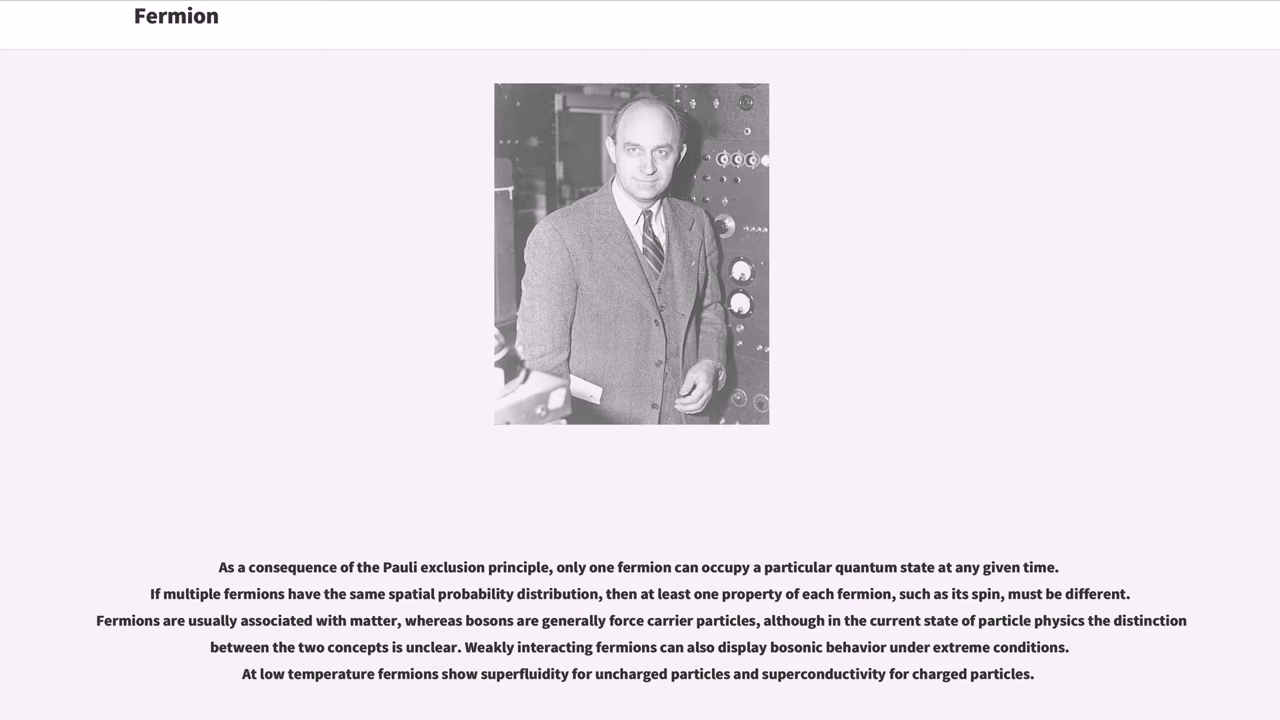 Fermion
As a consequence of the Pauli exclusion principle, only one fermion can occupy a particular quantum state at any given time.
If multiple fermions have the same spatial probability distribution, then at least one property of each fermion, such as its spin, must be different.
Fermions are usually associated with matter, whereas bosons are generally force carrier particles, although in the current state of particle physics the distinction
between the two concepts is unclear. Weakly interacting fermions can also display bosonic behavior under extreme conditions.
At low temperature fermions show superfluidity for uncharged particles and superconductivity for charged particles.